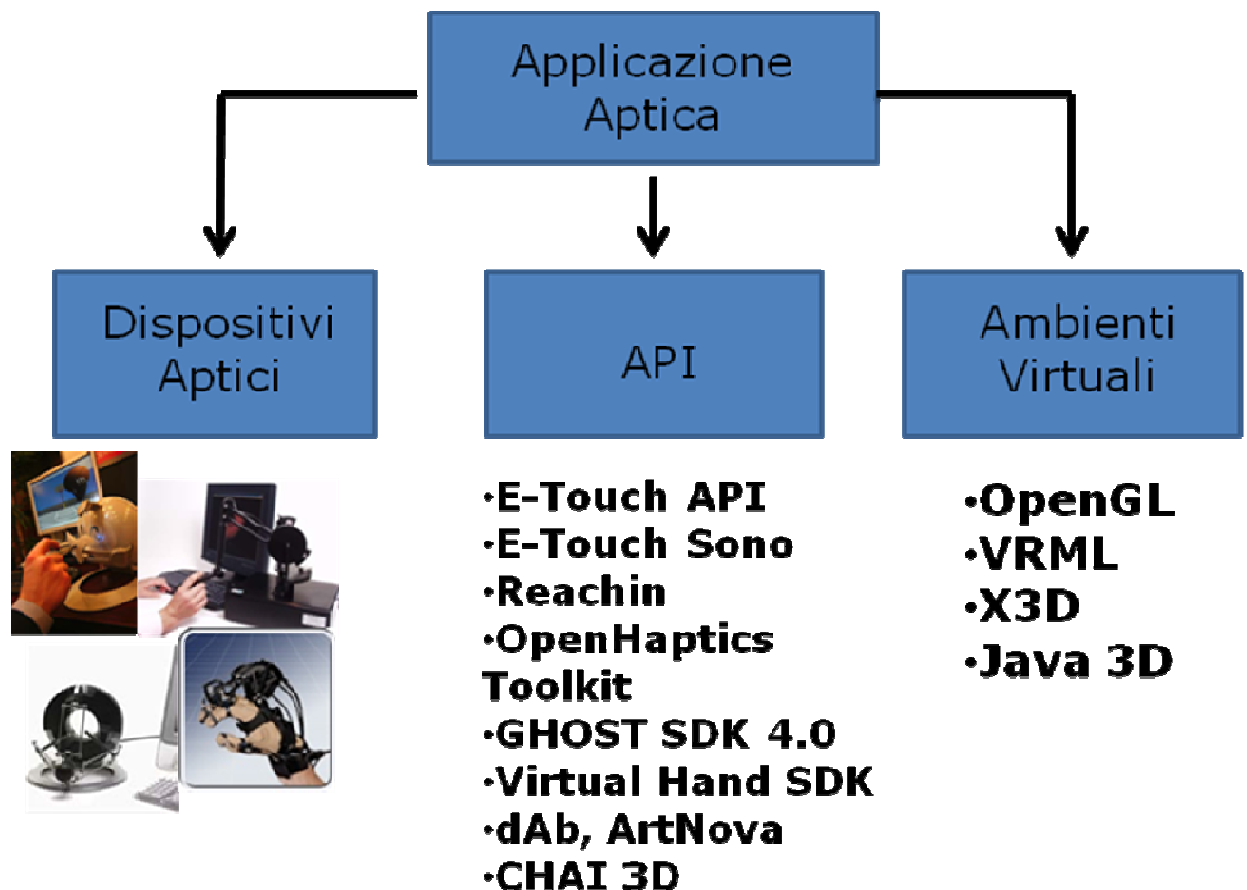 Applicazione
Aptica
Dispositivi
Aptici
API
Ambienti
Virtuali
•E-Touch API
•E-Touch Sono
•Reachin
•OpenHaptics
Toolkit
•GHOST SDK 4.0
•Virtual Hand SDK
•dAb, ArtNova
•CHAI 3D
•OpenGL
•VRML
•X3D
•Java 3D